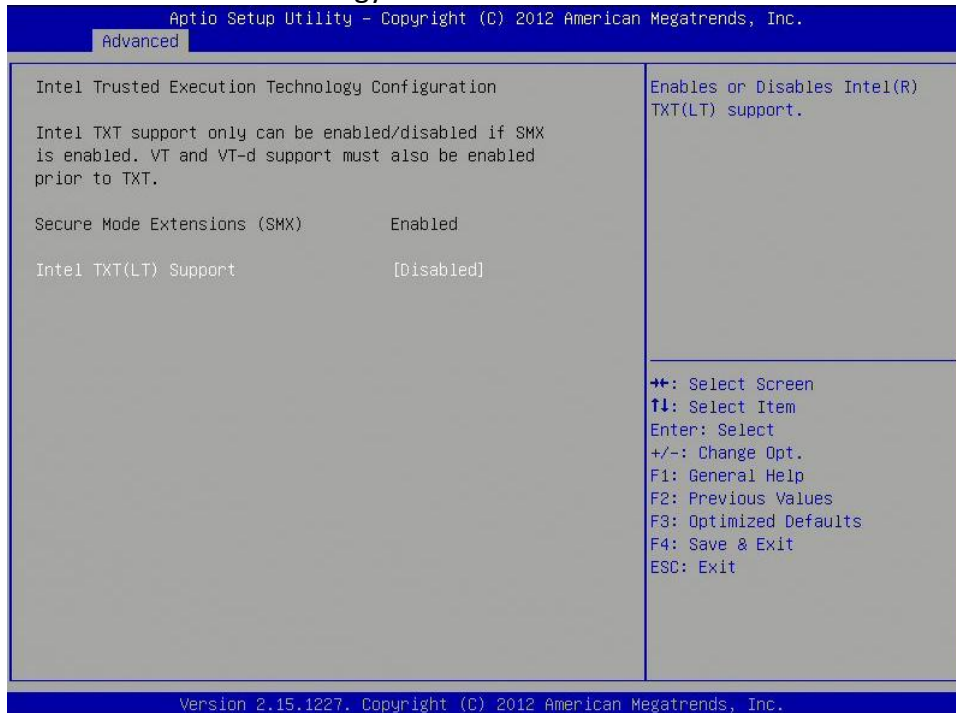 Aptio Setup Utility – Copyright (C) 2012 American Megatrends, Inc.
Advanced
Intel Trusted Execution Technology Configuration
Intel TXT support only can be enabled/disabled if SMX
is enabled. VT and VT-d support must also be enabled
prior to TXT.
Secure Mode Extensions (SMX) Enabled
Intel TXT(LT) Support [Disabled]
Enables or Disables Intel(R)
TXT(LT) support.
→←: Select Screen
↑↓: Select Item
Enter: Select
+/-: Change Opt.
F1: General Help
F2: Previous Values
F3: Optimized Defaults
F4: Save & Exit
ESC: Exit
Version 2.15.1227. Copyright (C) 2012 American Megatrends, Inc.